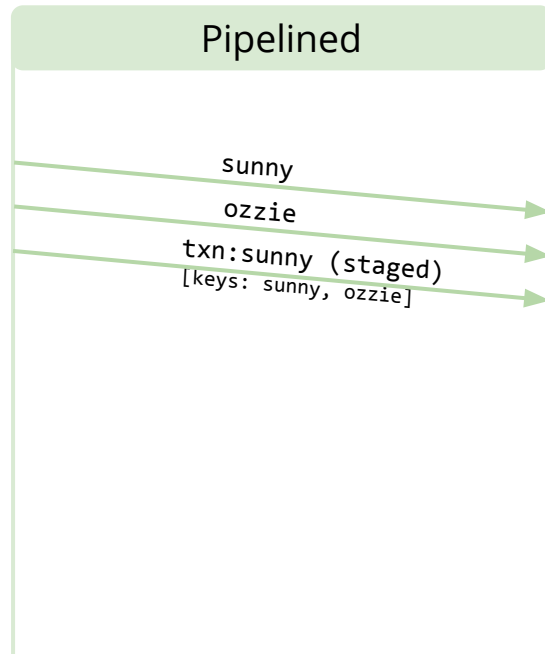 Pipelined
sunny
ozzie
txn:sunny (staged)
[keys: sunny, ozzie]